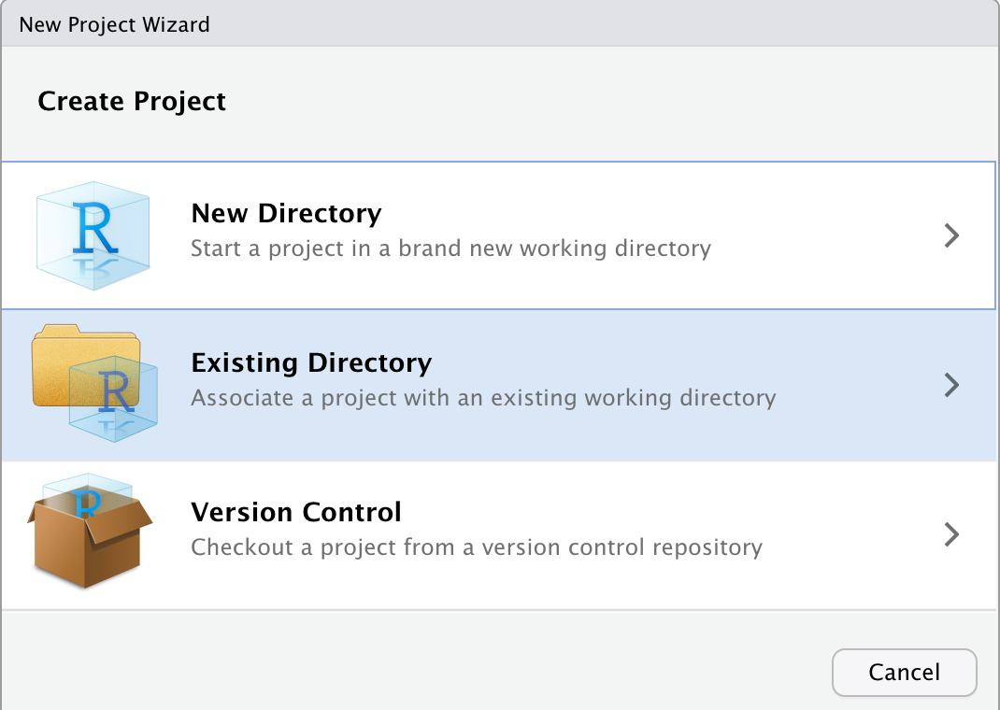 New Project Wizard
Create Project
R
New Directory
Start a project in a brand new working directory
R
Existing Directory
Associate a project with an existing working directory
R
Version Control
Checkout a project from a version control repository
Cancel